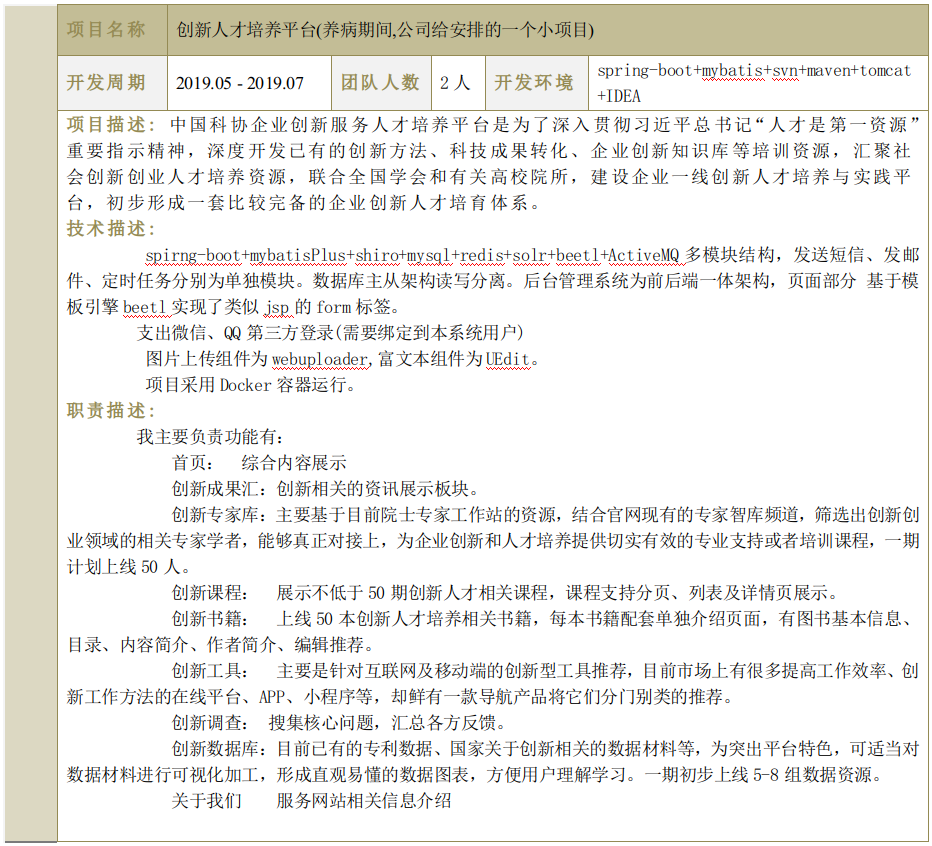 项目名称 创新人才培养平台(养病期间,公司给安排的一个小项目)
开发周期 2019.05 - 2019.07 团队人数 2 人 开发环境 spring-boot+mybatis+svn+maven+tomcat
+IDEA
项目描述: 中国科协企业创新服务人才培养平台是为了深入贯彻习近平总书记“人才是第一资源”
重要指示精神，深度开发已有的创新方法、科技成果转化、企业创新知识库等培训资源，汇聚社
会创新创业人才培养资源，联合全国学会和有关高校院所，建设企业一线创新人才培养与实践平
台，初步形成一套比较完备的企业创新人才培育体系。
技术描述:
spirng-boot+mybatisPlus+shiro+mysql+redis+solr+beetl+ActiveMQ 多模块结构，发送短信、发邮
件、定时任务分别为单独模块。数据库主从架构读写分离。后台管理系统为前后端一体架构，页面部分 基于模
板引擎 beetl 实现了类似 jsp 的 form 标签。
支出微信、QQ 第三方登录(需要绑定到本系统用户)
图片上传组件为 webuploader,富文本组件为 UEdit。
项目采用 Docker 容器运行。
职责描述:
我主要负责功能有:
首页: 综合内容展示
创新成果汇: 创新相关的资讯展示板块。
创新专家库: 主要基于目前院士专家工作站的资源，结合官网现有的专家智库频道，筛选出创新创
业领域的相关专家学者，能够真正对接上，为企业创新和人才培养提供切实有效的专业支持或者培训课程，一期
计划上线 50 人。
创新课程: 展示不低于 50 期创新人才相关课程，课程支持分页、列表及详情页展示。
创新书籍: 上线 50 本创新人才培养相关书籍，每本书籍配套单独介绍页面，有图书基本信息、
目录、内容简介、作者简介、编辑推荐。
创新工具: 主要是针对互联网及移动端的创新型工具推荐，目前市场上有很多提高工作效率、创
新工作方法的在线平台、APP、小程序等，却鲜有一款导航产品将它们分门别类的推荐。
创新调查: 搜集核心问题，汇总各方反馈。
创新数据库: 目前已有的专利数据、国家关于创新相关的数据材料等，为突出平台特色，可适当对
数据材料进行可视化加工，形成直观易懂的数据图表，方便用户理解学习。一期初步上线 5-8 组数据资源。
关于我们 服务网站相关信息介绍